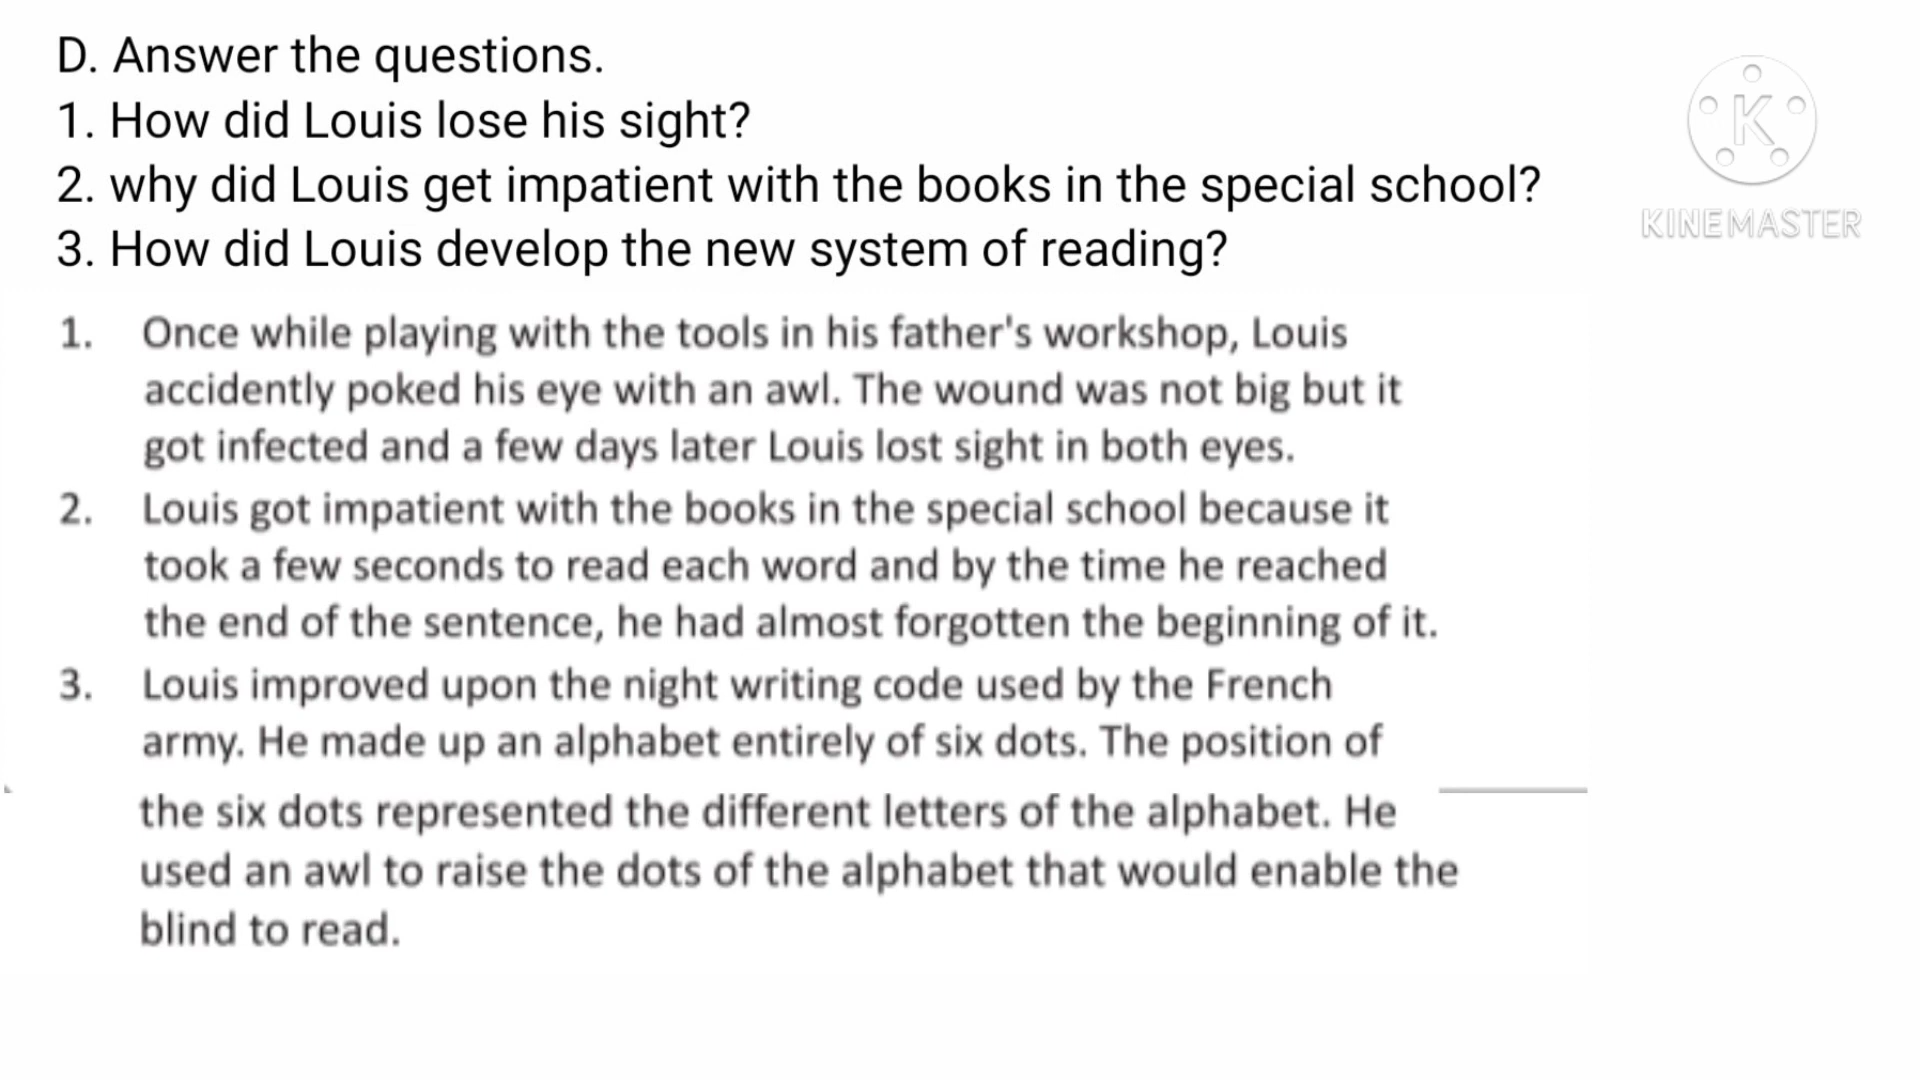 D. Answer the questions.
1. How did Louis lose his sight?
2. why did Louis get impatient with the books in the special school?
3. How did Louis develop the new system of reading?
K
KINEMASTER
1. Once while playing with the tools in his father's workshop, Louis
accidently poked his eye with an awl. The wound was not big but it
got infected and a few days later Louis lost sight in both eyes.
2. Louis got impatient with the books in the special school because it
took a few seconds to read each word and by the time he reached
the end of the sentence, he had almost forgotten the beginning of it.
3. Louis improved upon the night writing code used by the French
army. He made up an alphabet entirely of six dots. The position of
the six dots represented the different letters of the alphabet. He
used an awl to raise the dots of the alphabet that would enable the
blind to read.